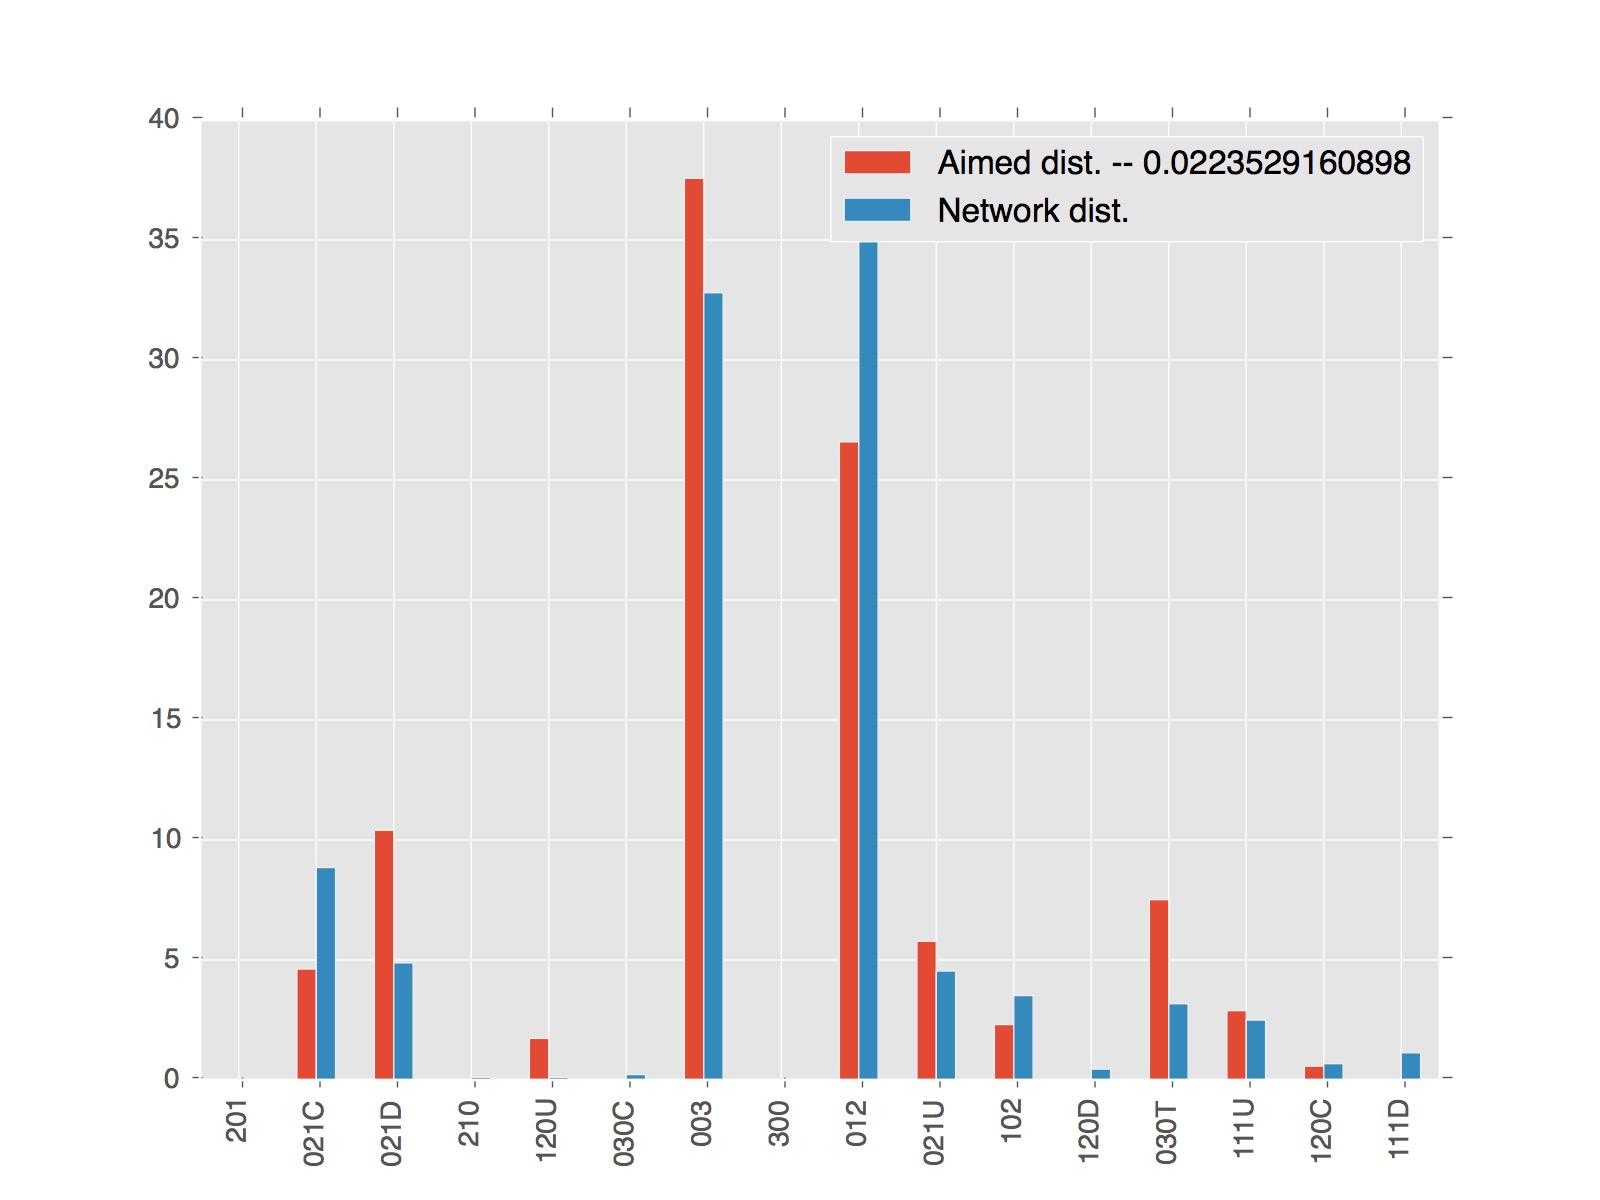 40
35
30
25
20
15
10
5
0
Aimed dist. -- 0.0223529160898
Network dist.
201
021C
021D
210
120U
030C
003
300
012
021U
102
120D
030T
111U
120C
111D